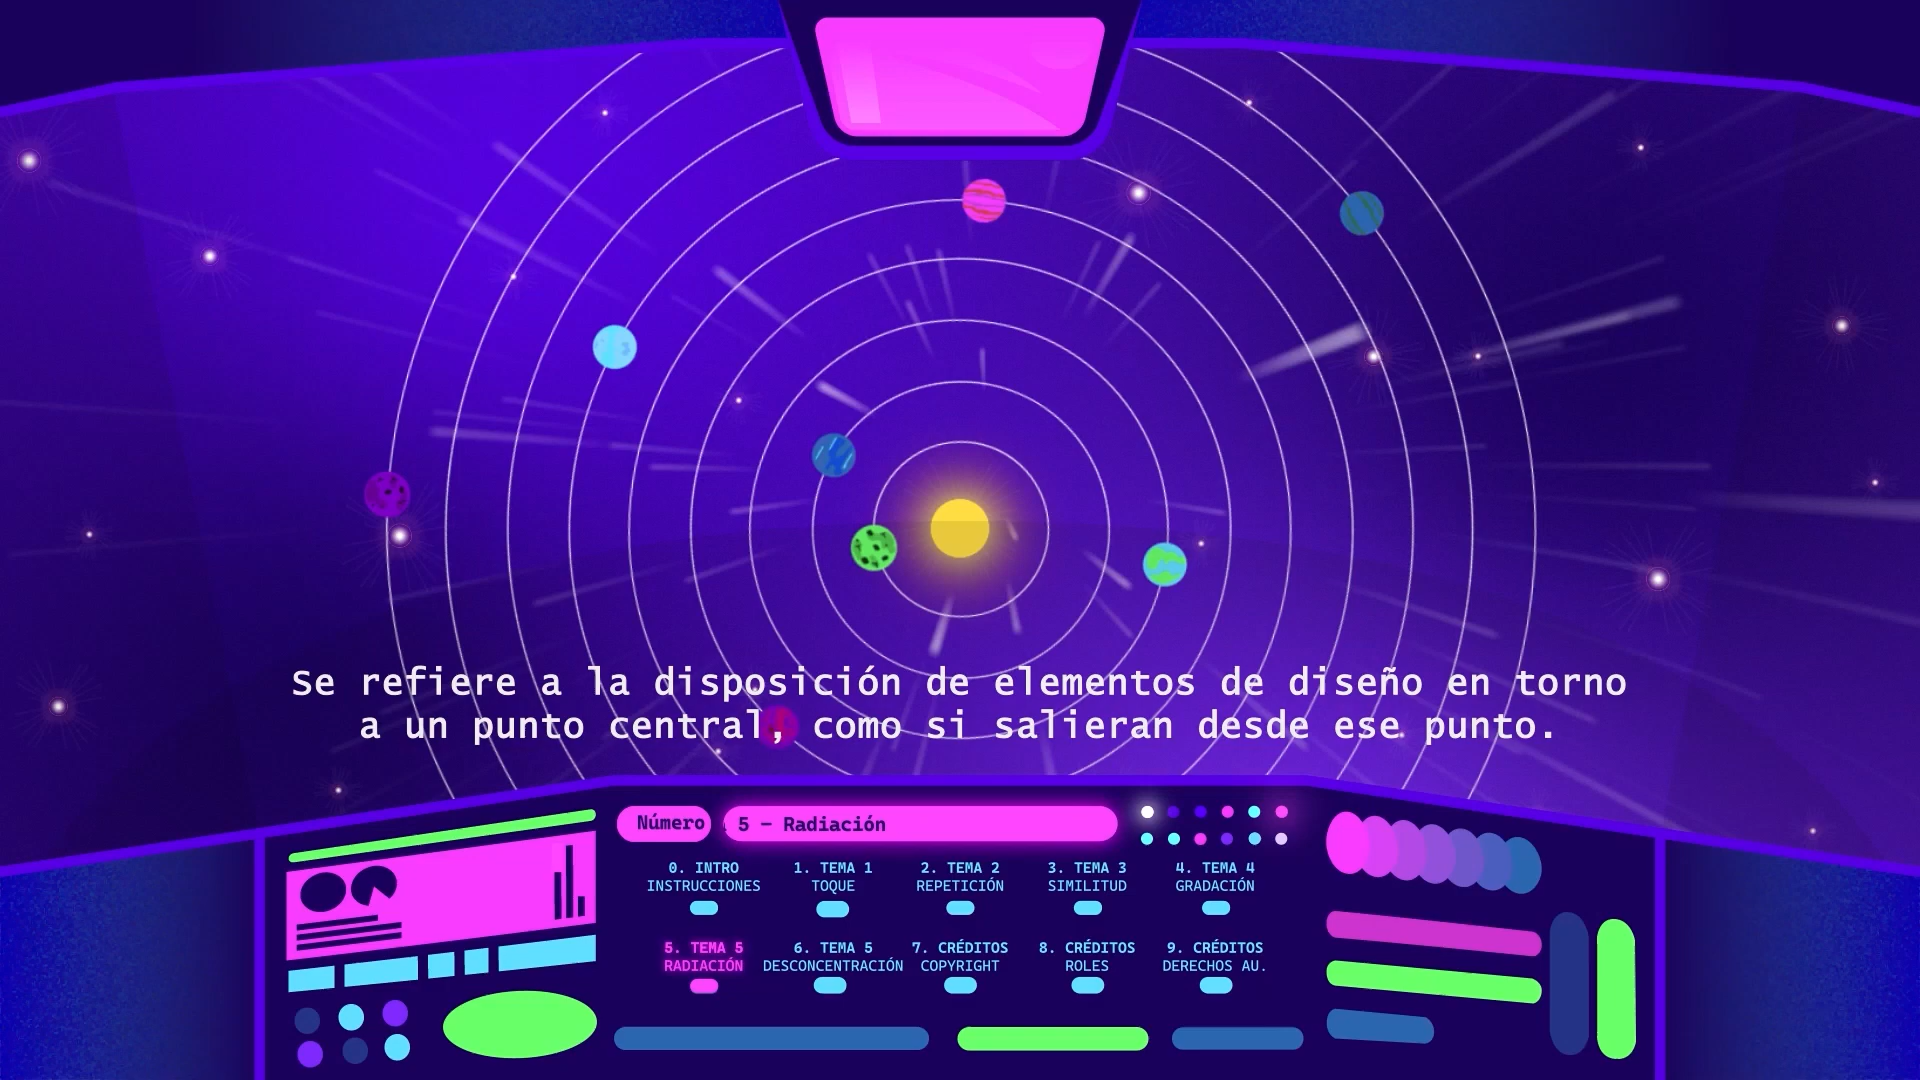 Se refiere a la disposición de elementos de diseño en torno
a un punto central, como si salieran desde ese punto.
Número 5 – Radiación
0. INTRO 1. TEMA 1 2. TEMA 2 3. TEMA 3 4. TEMA 4
INSTRUCCIONES TOQUE REPETICIÓN SIMILITUD GRADACIÓN
5. TEMA 5 6. TEMA 5 7. CRÉDITOS 8. CRÉDITOS 9. CRÉDITOS
RADIACIÓN DESCONCENTRACIÓN COPYRIGHT ROLES DERECHOS AU.